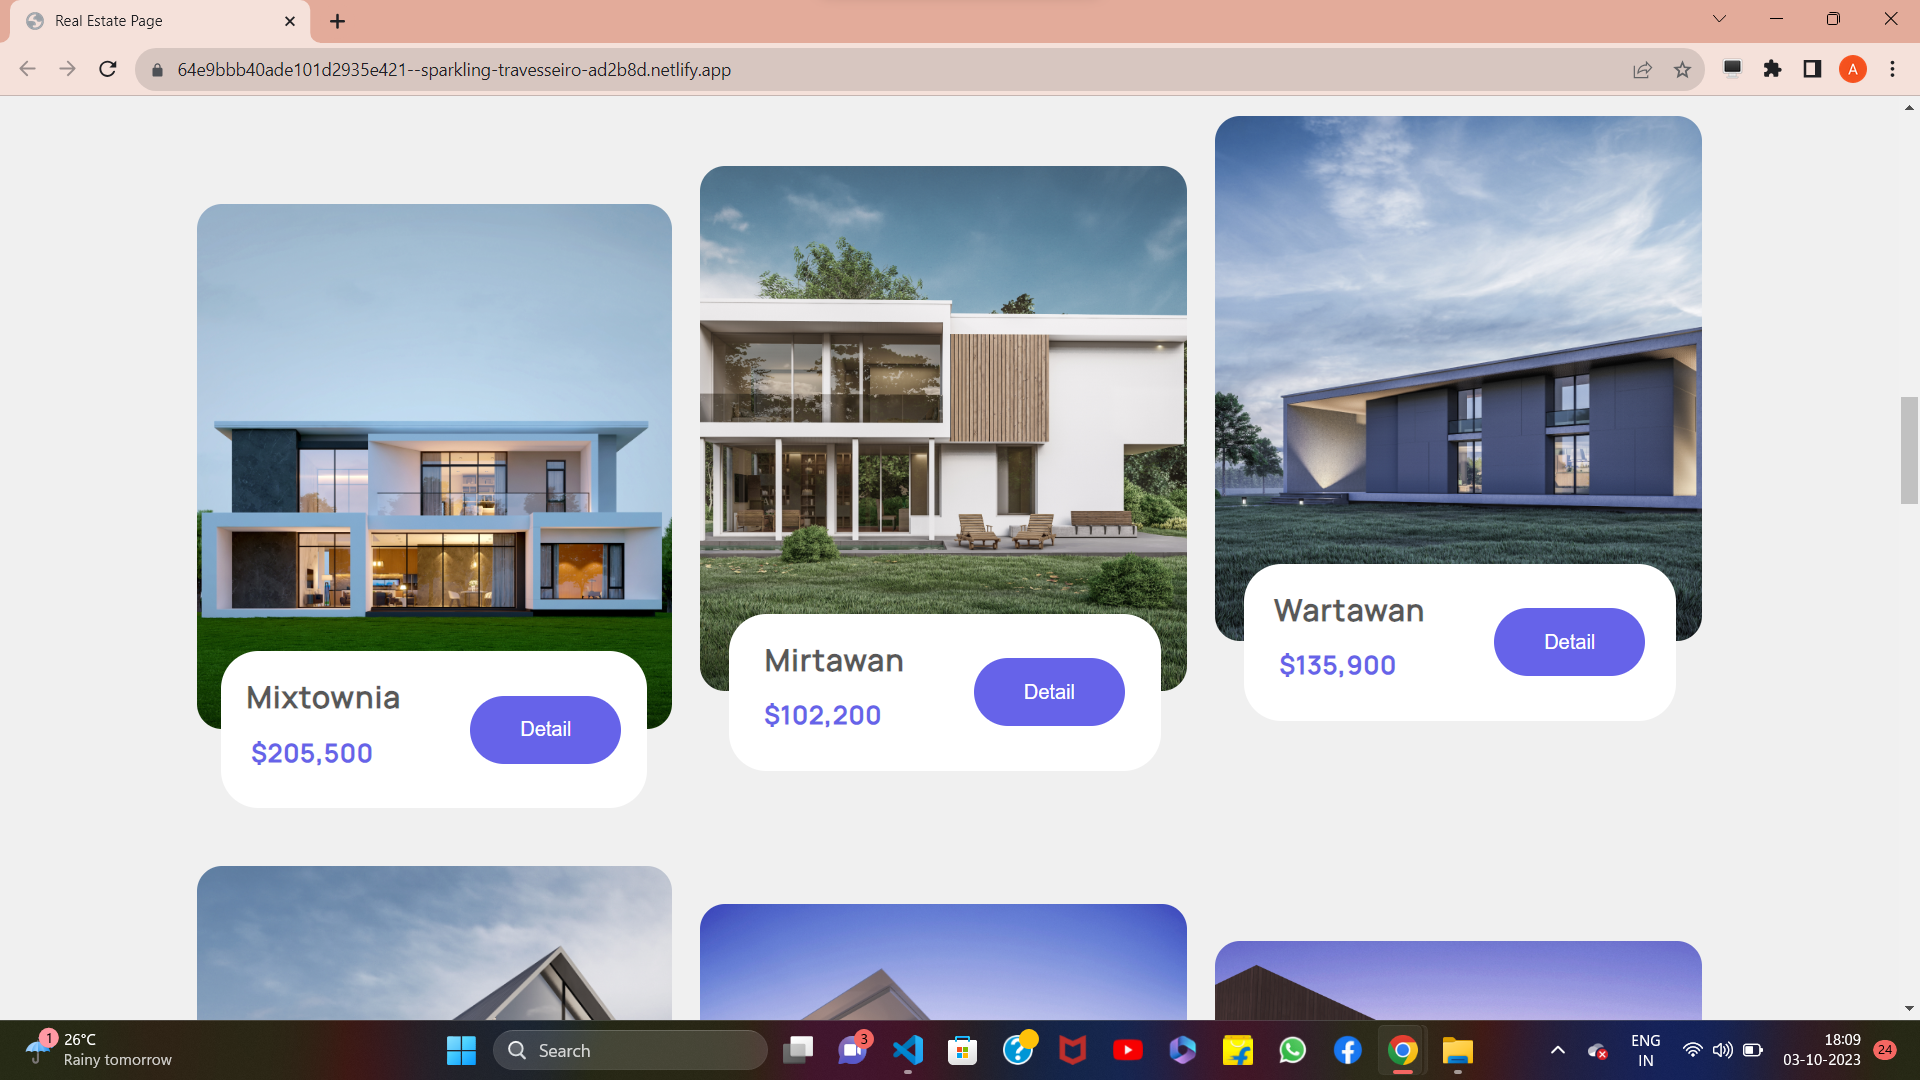 Real Estate Page
64e9bbb40ade101d2935e421--sparkling-travesseiro-ad2b8d.netlify.app
A
Mixtownia
$205,500
Detail
Mirtawan
$102,200
Detail
Wartawan
$135,900
Detail
1
26°C
Rainy tomorrow
Search
3
ENG
IN
18:09
03-10-2023
24